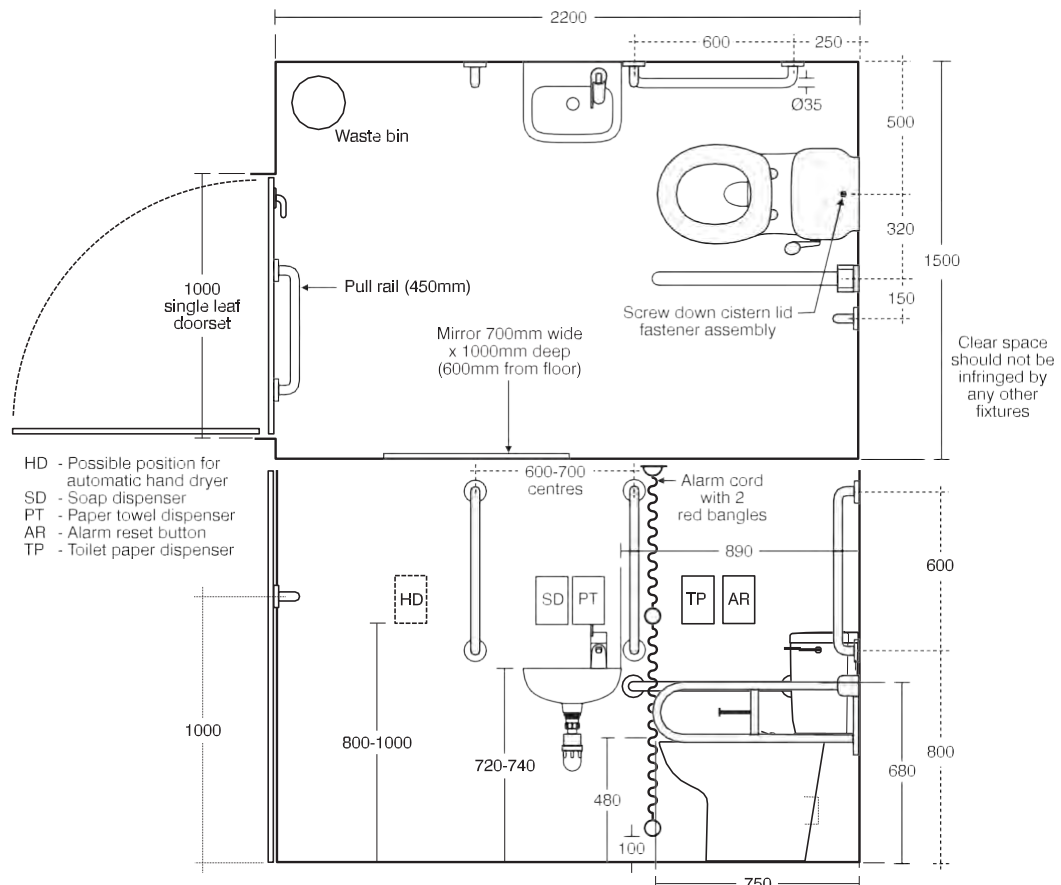 2200
600
250
Ø35
500
Waste bin
320
1500
1000
single leaf
doorset
Pull rail (450mm)
150
Screw down cistern lid
fastener assembly
Mirror 700mm wide
x 1000mm deep
(600mm from floor)
Clear space
should not be
infringed by
any other
fixtures
HD - Possible position for
automatic hand dryer
SD - Soap dispenser
PT - Paper towel dispenser
AR - Alarm reset button
TP - Toilet paper dispenser
600-700
centres
Alarm cord
with 2
red bangles
890
600
HD
SD
PT
TP
AR
1000
800-1000
720-740
480
680
800
100
750